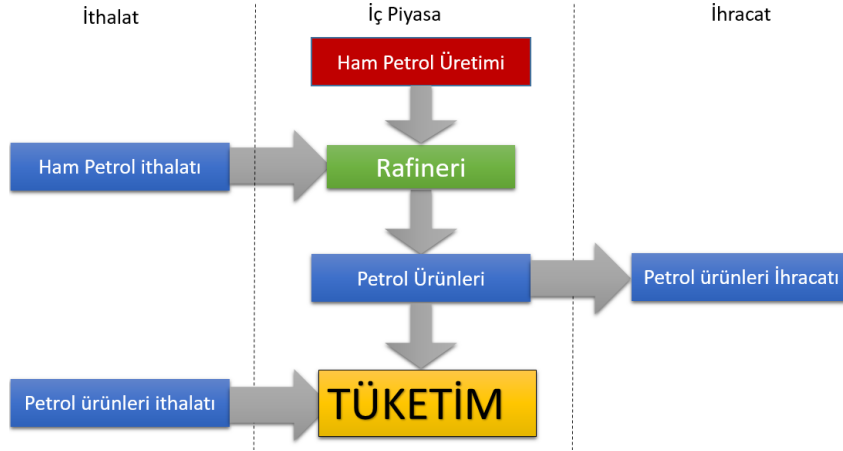 İthalat
İç Piyasa
İhracat
Ham Petrol Üretimi
Ham Petrol ithalatı
Rafineri
Petrol Ürünleri
Petrol ürünleri İhracatı
Petrol ürünleri ithalatı
TÜKETİM